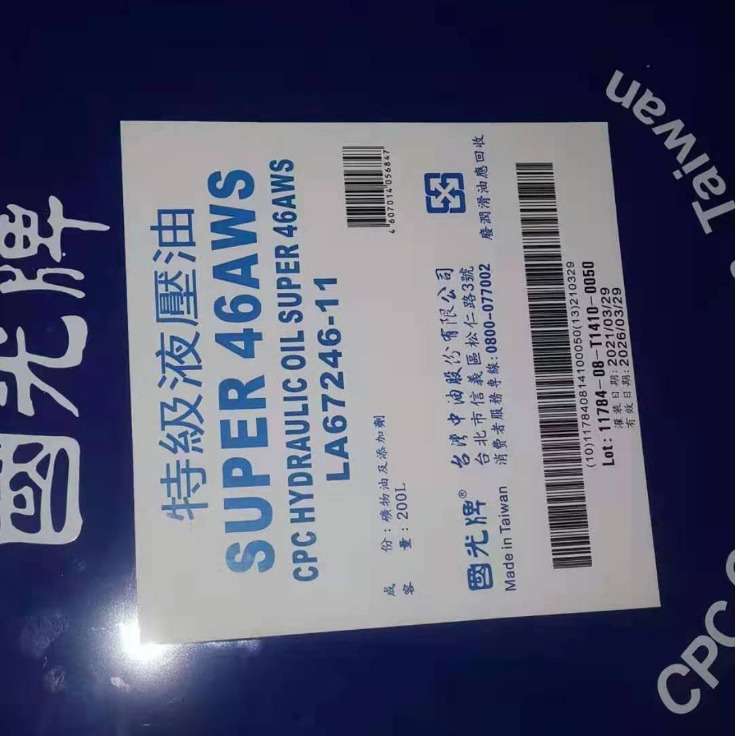 國光牌
特級液壓油
SUPER 46AWS
CPC HYDRAULIC OIL SUPER 46AWS
LA67246-11
4607014056847
成　份：礦物油及添加劑
容　量：200L
廢潤滑油應回收
國光牌®
Made in Taiwan
台灣中油股份有限公司
台北市信義區松仁路3號
消費者服務專線:0800-077002
(10)1178408141000050(13)210329
Lot: 11784-08-T1410-0050
灌裝日期:2021/03/29
有效日期:2026/03/29
CPC
Taiwan